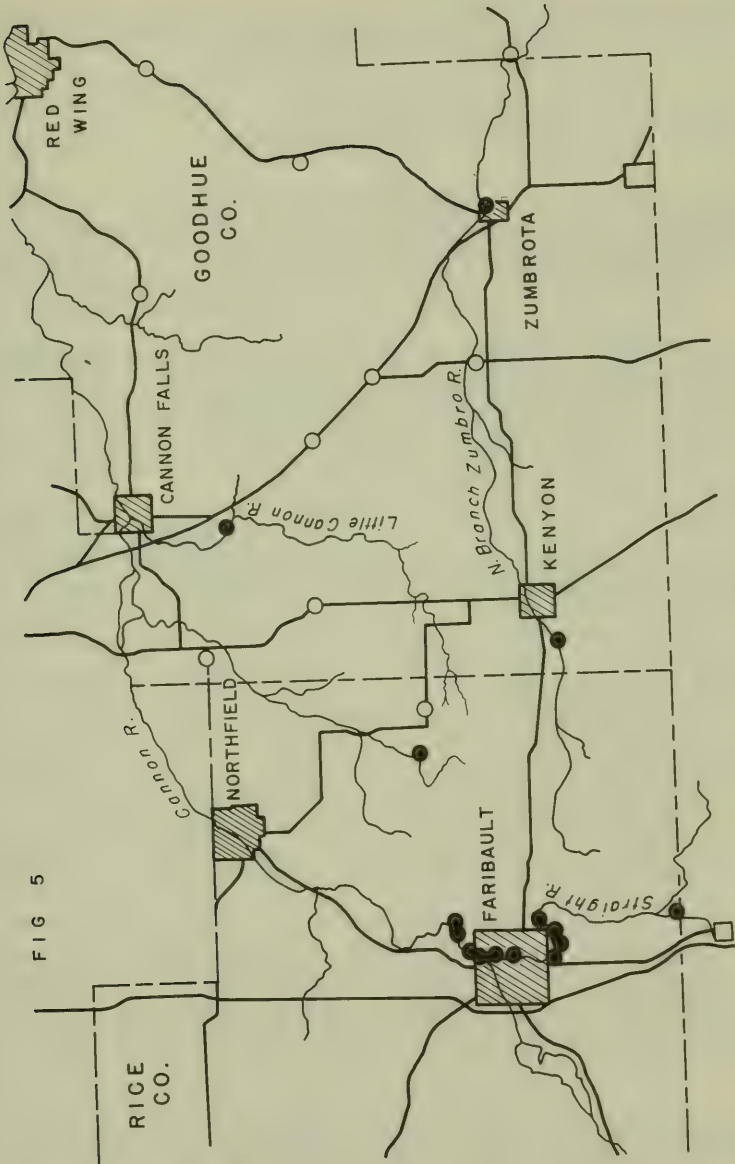 FIG 5
RICE
CO.
GOODHUE
CO.
RED
WING
CANNON FALLS
NORTHFIELD
FARIBAULT
KENYON
ZUMBROTA
Cannon R.
Little Cannon R.
N. Branch Zumbro R.
Straight R.